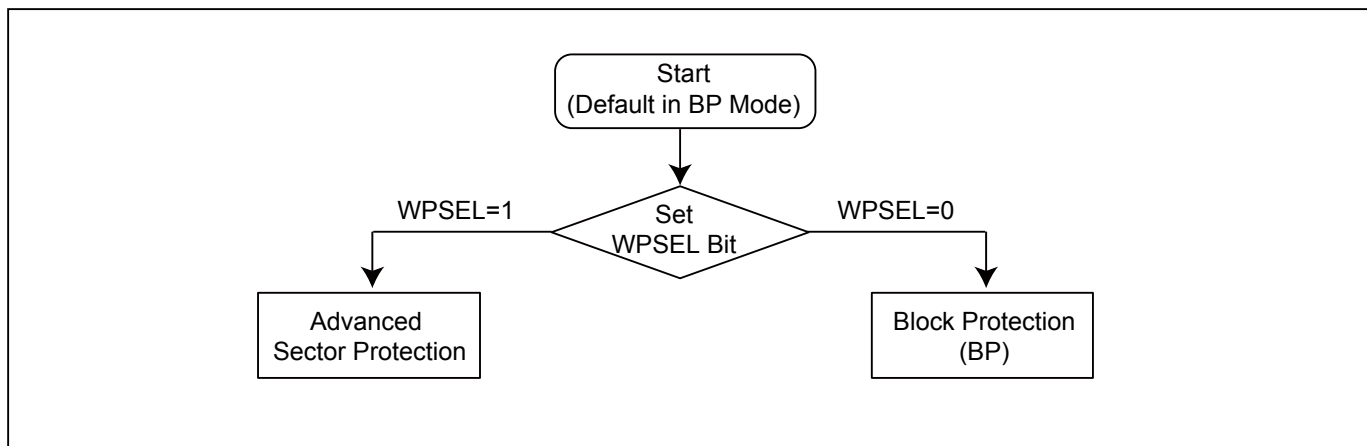 Start
(Default in BP Mode)
WPSEL=1
Set
WPSEL Bit
WPSEL=0
Advanced
Sector Protection
Block Protection
(BP)